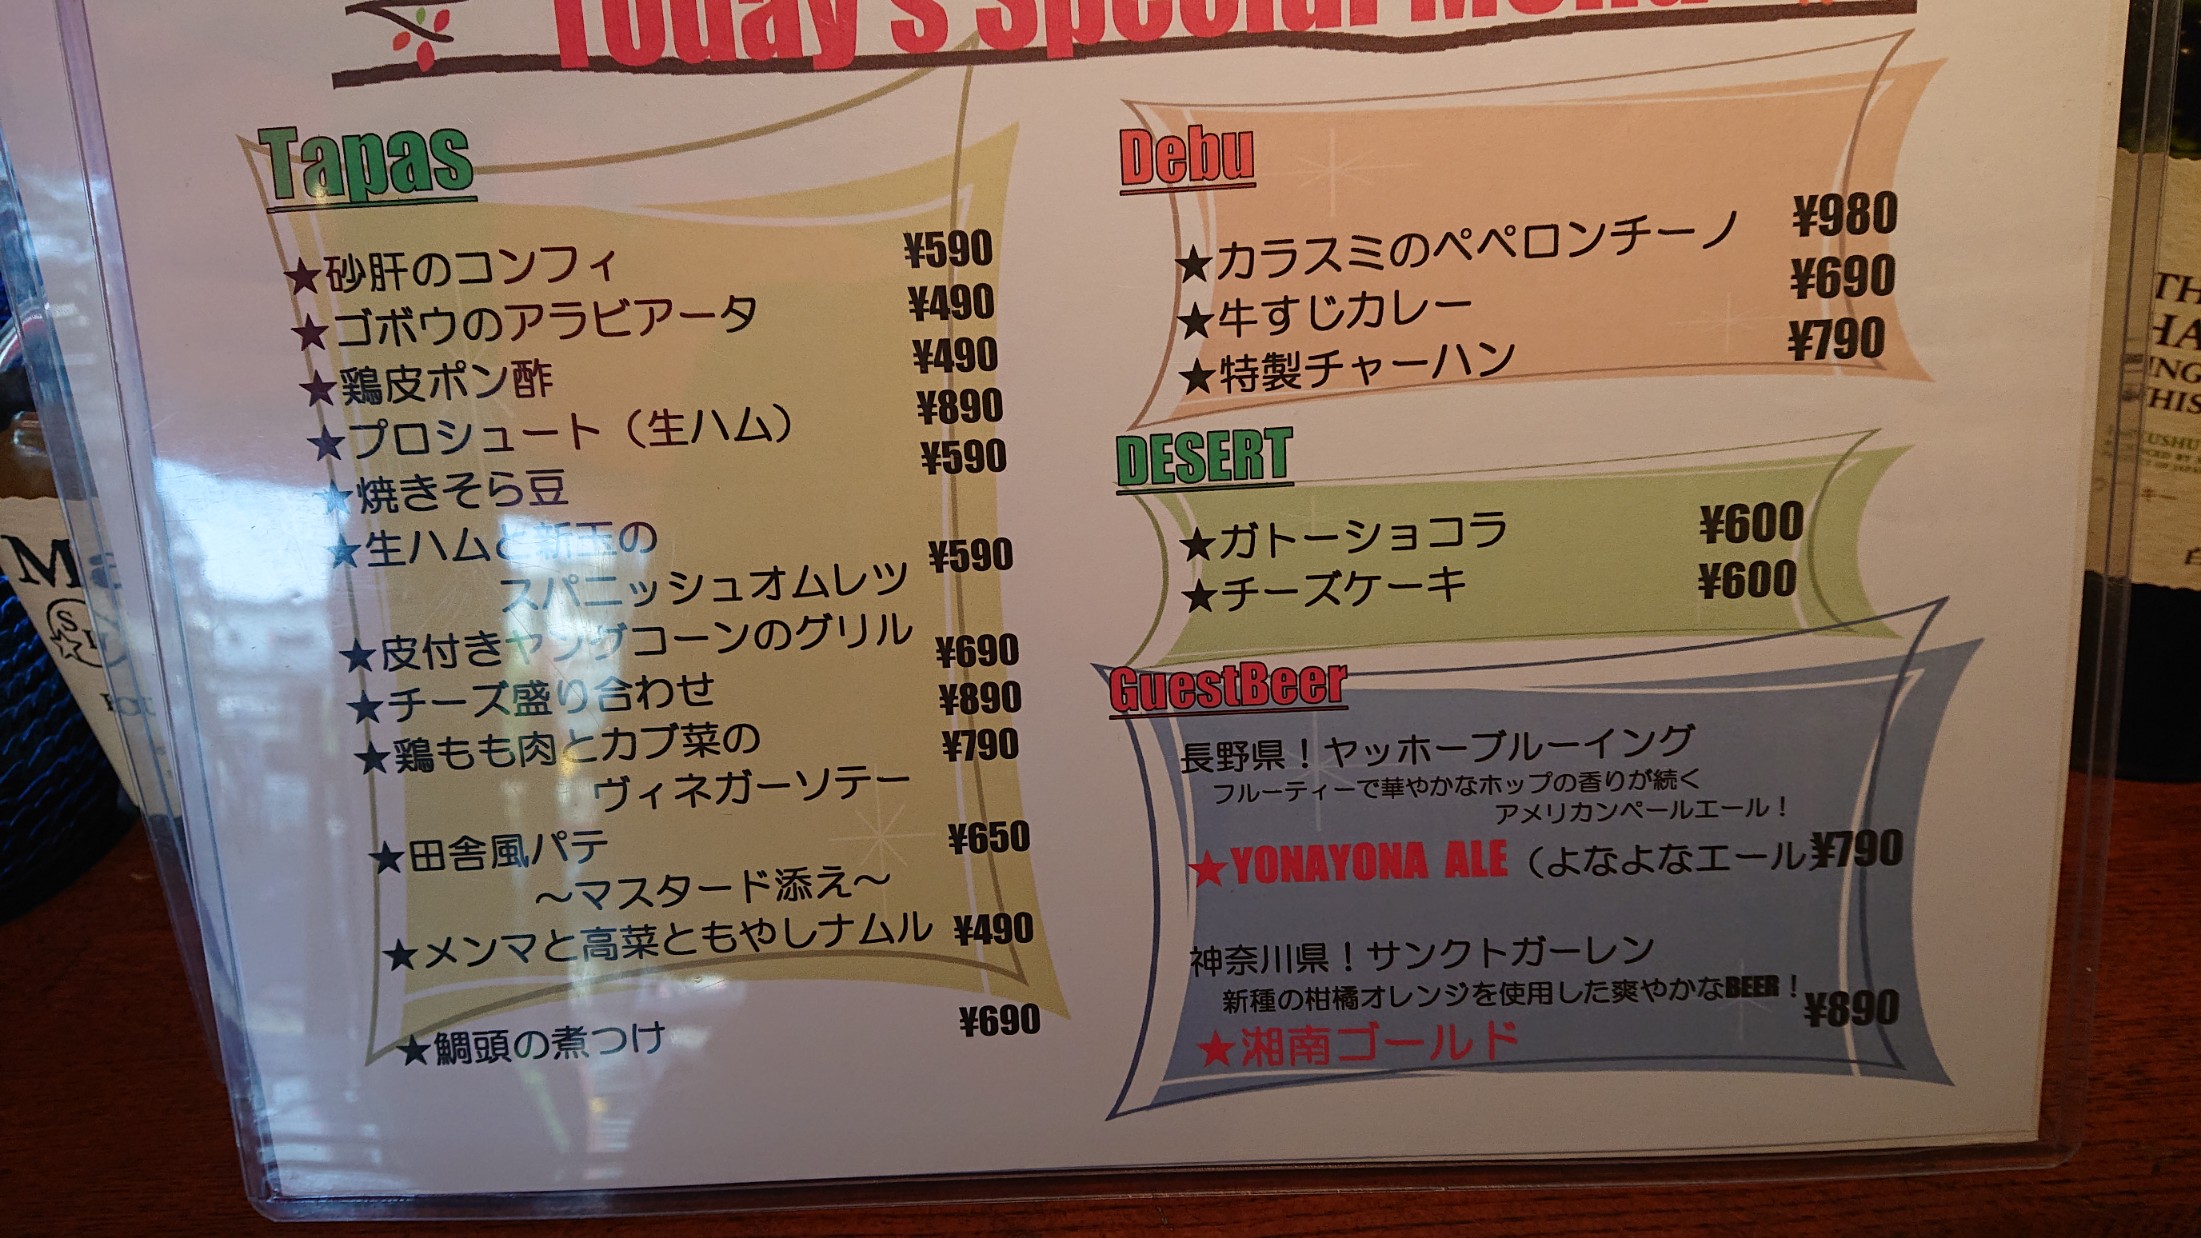 Today's Special Menu
Tapas
★砂肝のコンフィ ¥590
★ゴボウのアラビアータ ¥490
★鶏皮ポン酢 ¥490
★プロシュート（生ハム） ¥890
★焼きそら豆 ¥590
★生ハムと新玉の
スパニッシュオムレツ ¥590
★皮付きヤングコーンのグリル ¥690
★チーズ盛り合わせ ¥890
★鶏もも肉とカブ菜の ¥790
ヴィネガーソテー
★田舎風パテ ¥650
～マスタード添え～
★メンマと高菜ともやしナムル ¥490
★鯛頭の煮つけ ¥690
Debu
★カラスミのペペロンチーノ ¥980
★牛すじカレー ¥690
★特製チャーハン ¥790
DESERT
★ガトーショコラ ¥600
★チーズケーキ ¥600
GuestBeer
長野県！ヤッホーブルーイング
フルーティーで華やかなホップの香りが続く
アメリカンペールエール！
★YONAYONA ALE（よなよなエール） ¥790
神奈川県！サンクトガーレン
新種の柑橘オレンジを使用した爽やかなBEER！
★湘南ゴールド ¥890